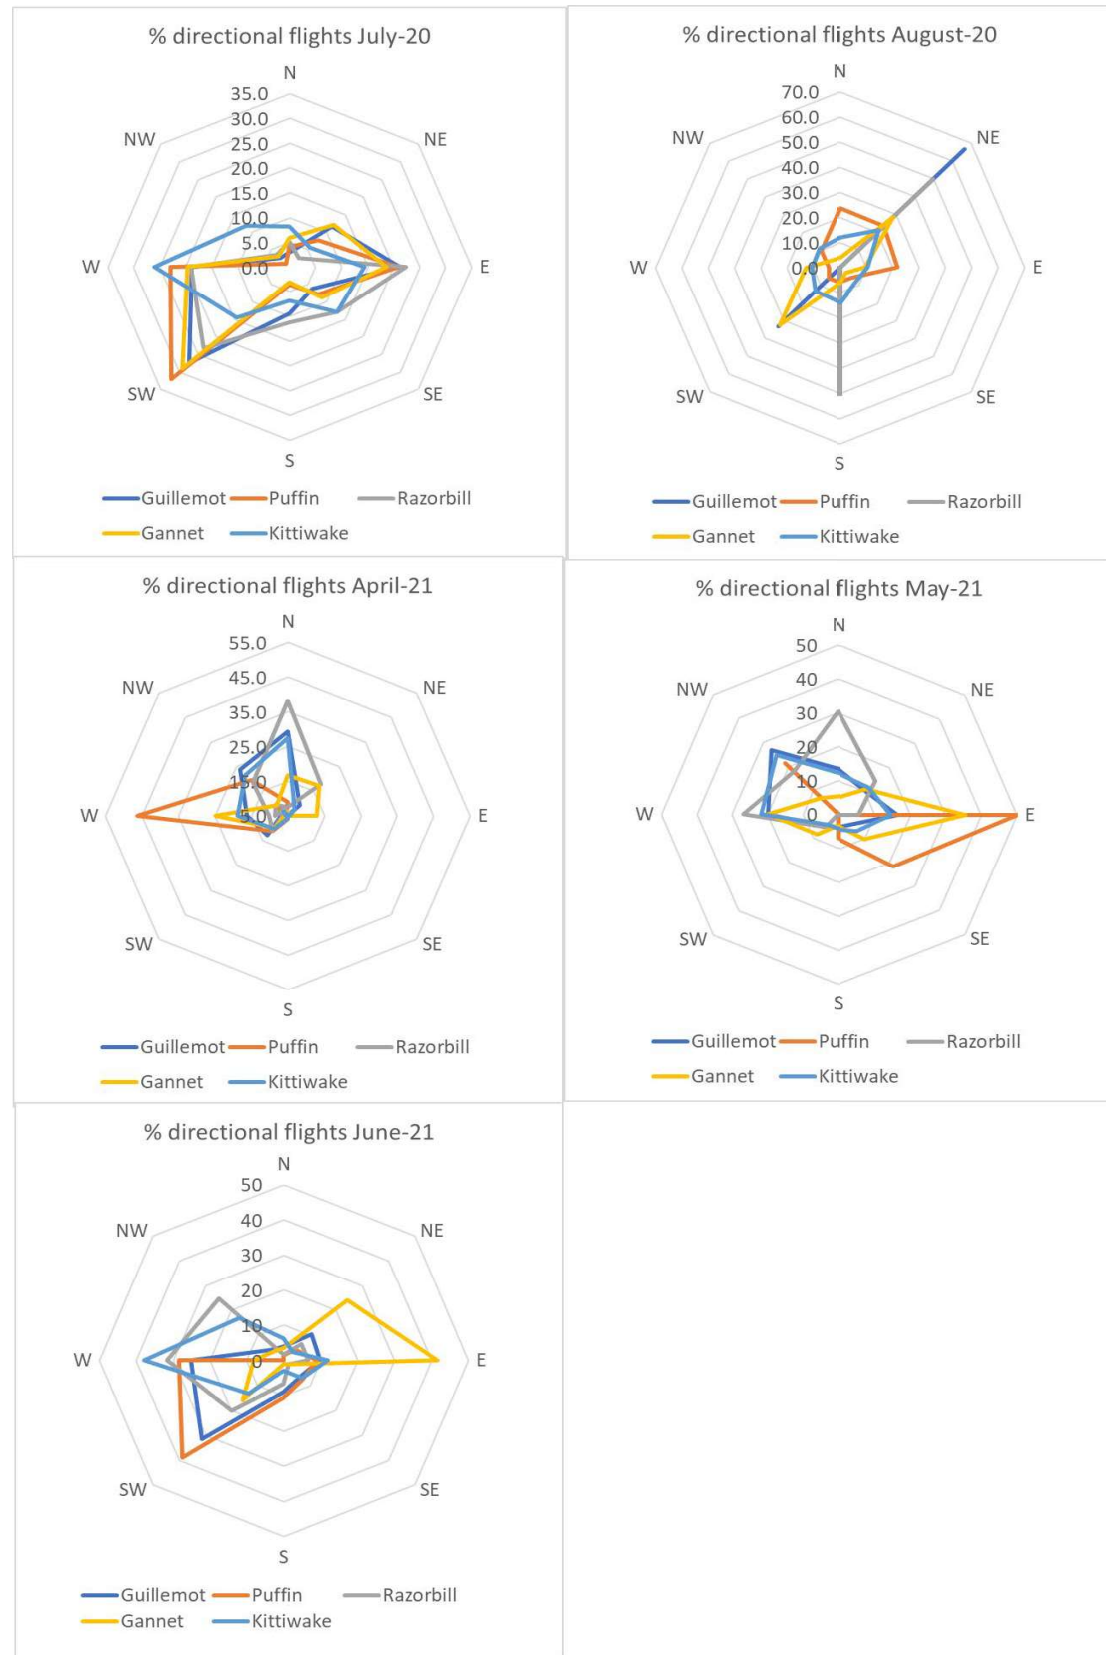 % directional flights July-20
N
35.0
30.0
NW
NE
25.0
20.0
15.0
10.0
5.0
W
0.0
E
SW
SE
S
Guillemot Puffin Razorbill
Gannet Kittiwake
% directional flights August-20
N
70.0
60.0
NW
NE
50.0
40.0
30.0
20.0
10.0
W
0.0
E
SW
SE
S
Guillemot Puffin Razorbill
Gannet Kittiwake
% directional flights April-21
N
55.0
45.0
NW
NE
35.0
25.0
15.0
W
5.0
E
SW
SE
S
Guillemot Puffin Razorbill
Gannet Kittiwake
% directional flights May-21
N
50
40
NW
NE
30
20
10
W
0
E
SW
SE
S
Guillemot Puffin Razorbill
Gannet Kittiwake
% directional flights June-21
N
50
40
NW
NE
30
20
10
W
0
E
SW
SE
S
Guillemot Puffin Razorbill
Gannet Kittiwake